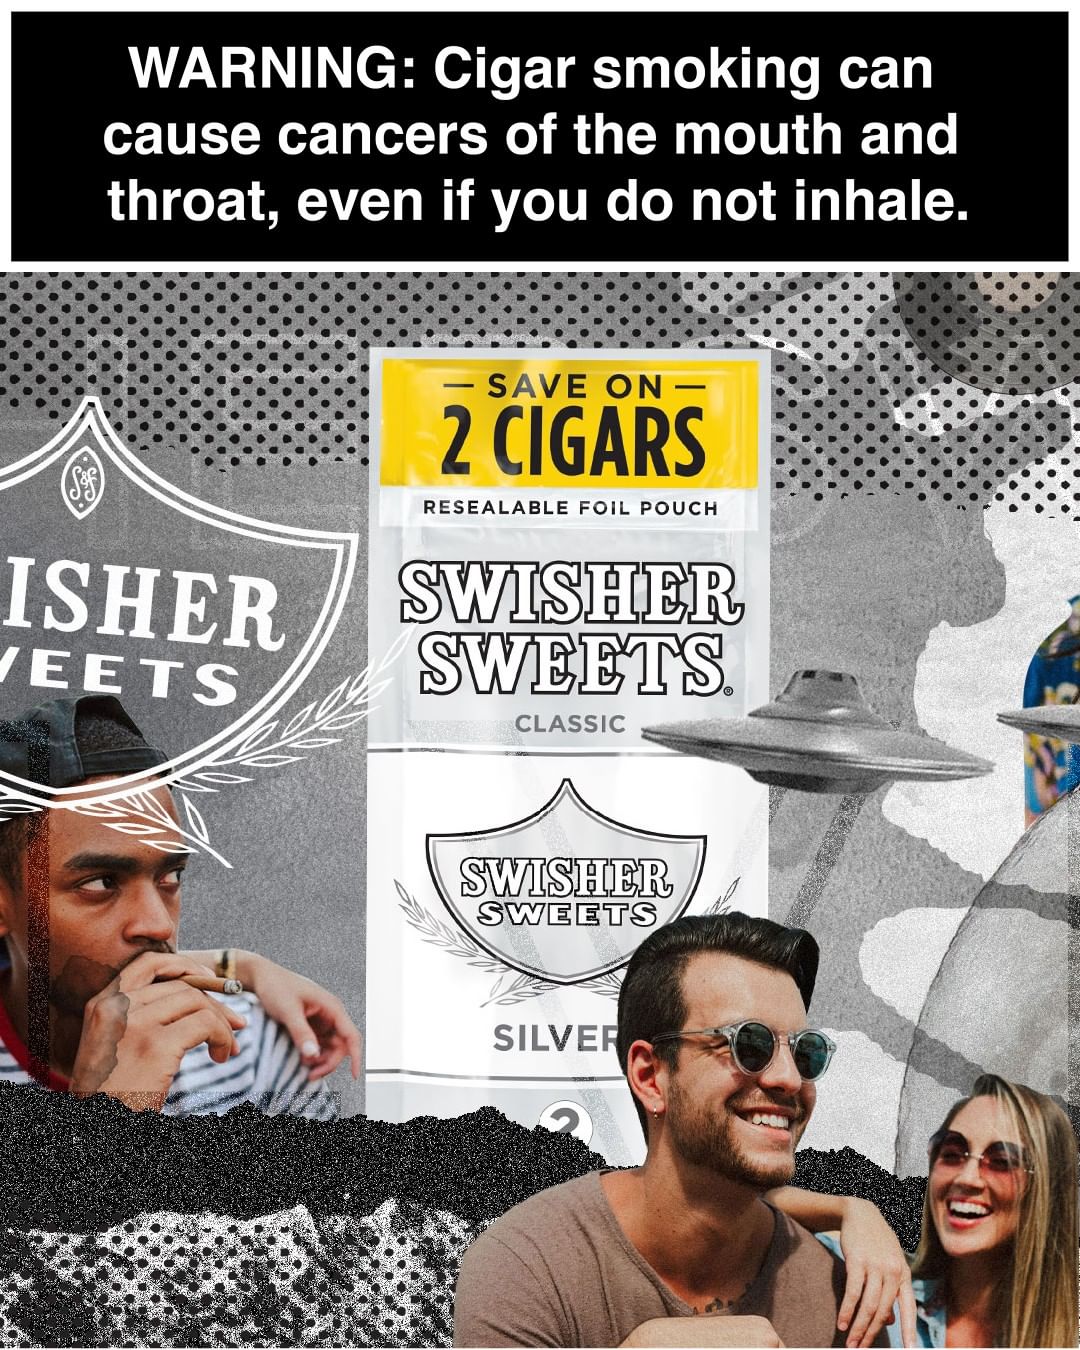 WARNING: Cigar smoking can
cause cancers of the mouth and
throat, even if you do not inhale.
— SAVE ON —
2 CIGARS
RESEALABLE FOIL POUCH
SWISHER
SWEETS®
CLASSIC
S&S
ISHER
EETS
SWISHER
SWEETS
SILVER
2